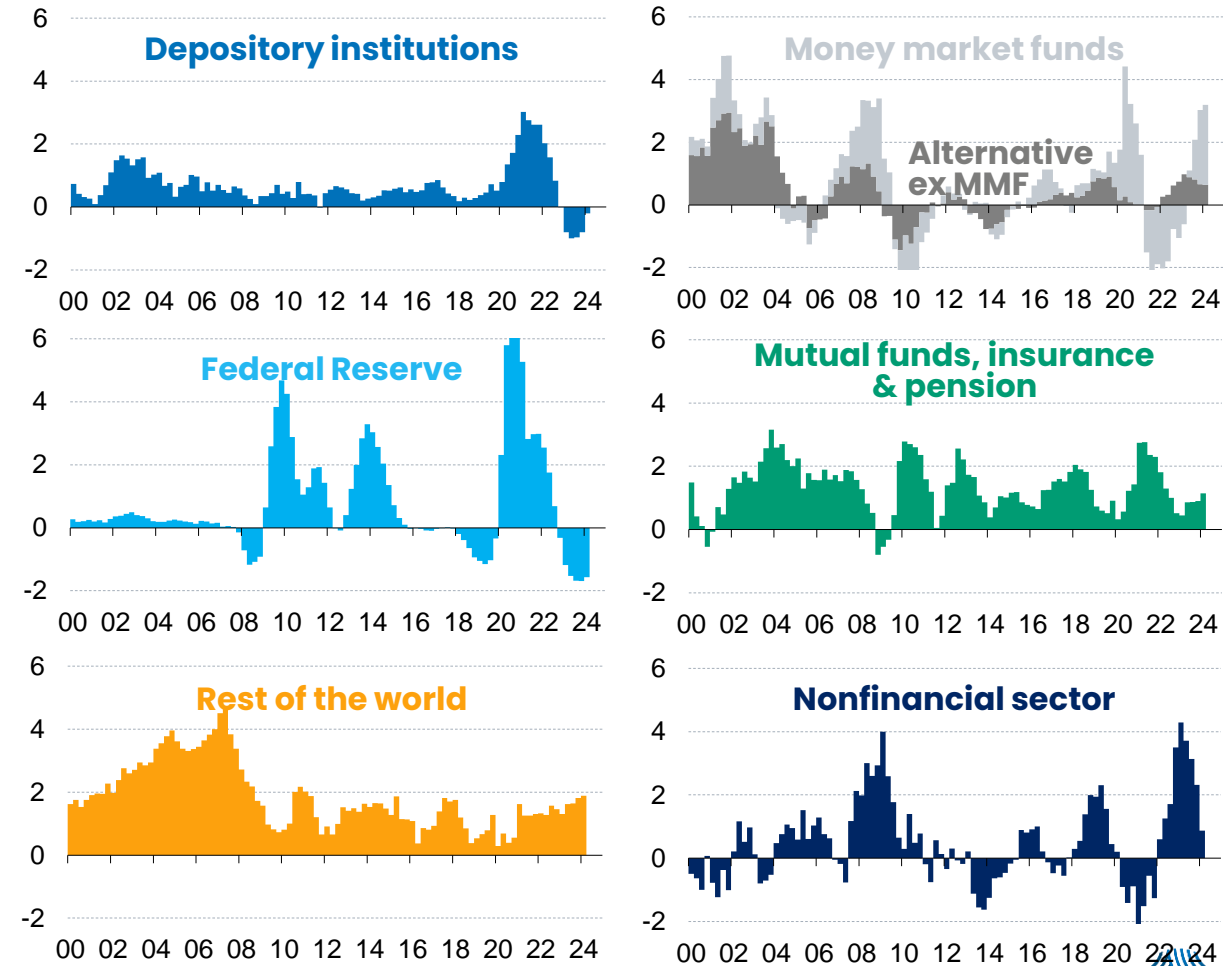 Depository institutions
6
4
2
0
-2
00 02 04 06 08 10 12 14 16 18 20 22 24
Money market funds
Alternative
ex MMF
6
4
2
0
-2
00 02 04 06 08 10 12 14 16 18 20 22 24
Federal Reserve
6
4
2
0
-2
00 02 04 06 08 10 12 14 16 18 20 22 24
Mutual funds, insurance
& pension
6
4
2
0
-2
00 02 04 06 08 10 12 14 16 18 20 22 24
Rest of the world
6
4
2
0
-2
00 02 04 06 08 10 12 14 16 18 20 22 24
Nonfinancial sector
6
4
2
0
-2
00 02 04 06 08 10 12 14 16 18 20 22 24